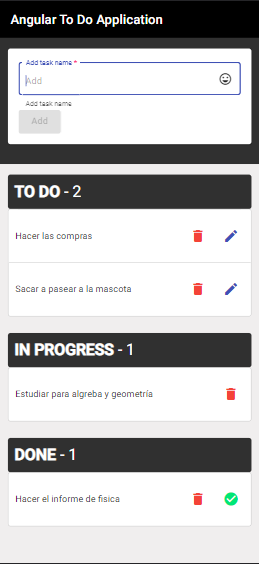 Angular To Do Application
Add task name *
Add
Add task name
Add
TO DO - 2
Hacer las compras
Sacar a pasear a la mascota
IN PROGRESS - 1
Estudiar para algreba y geometría
DONE - 1
Hacer el informe de fisica